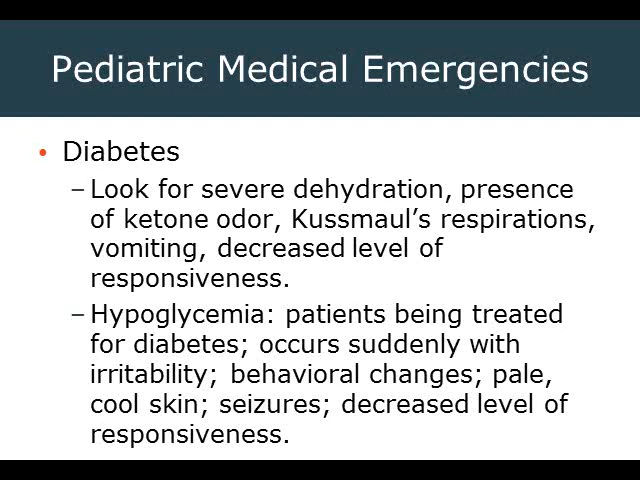 Pediatric Medical Emergencies
• Diabetes
– Look for severe dehydration, presence
of ketone odor, Kussmaul’s respirations,
vomiting, decreased level of
responsiveness.
– Hypoglycemia: patients being treated
for diabetes; occurs suddenly with
irritability; behavioral changes; pale,
cool skin; seizures; decreased level of
responsiveness.